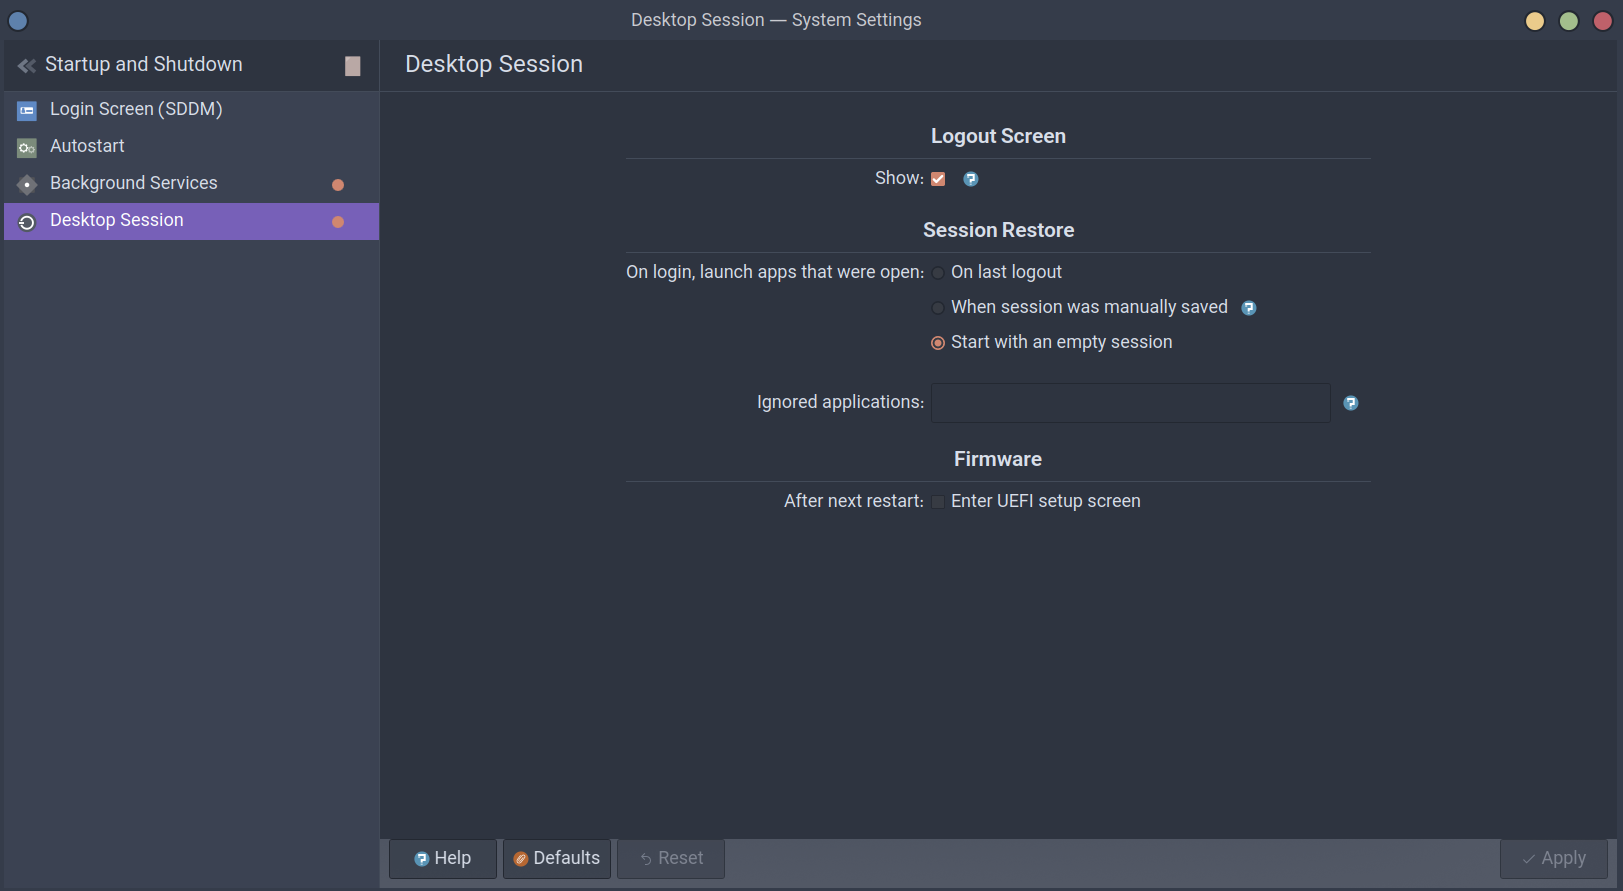 Desktop Session — System Settings
Startup and Shutdown
Desktop Session
Login Screen (SDDM)
Autostart
Background Services
Desktop Session
Logout Screen
Show:
Session Restore
On login, launch apps that were open: On last logout
When session was manually saved
Start with an empty session
Ignored applications:
Firmware
After next restart: Enter UEFI setup screen
Help Defaults Reset Apply